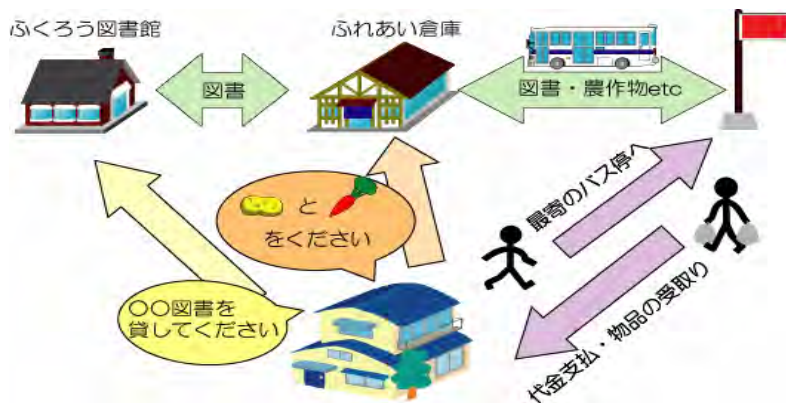 ふくろう図書館
ふれあい倉庫
図書
図書・農作物etc
と
をください
最寄のバス停へ
〇〇図書を
貸してください
代金支払・物品の受取り